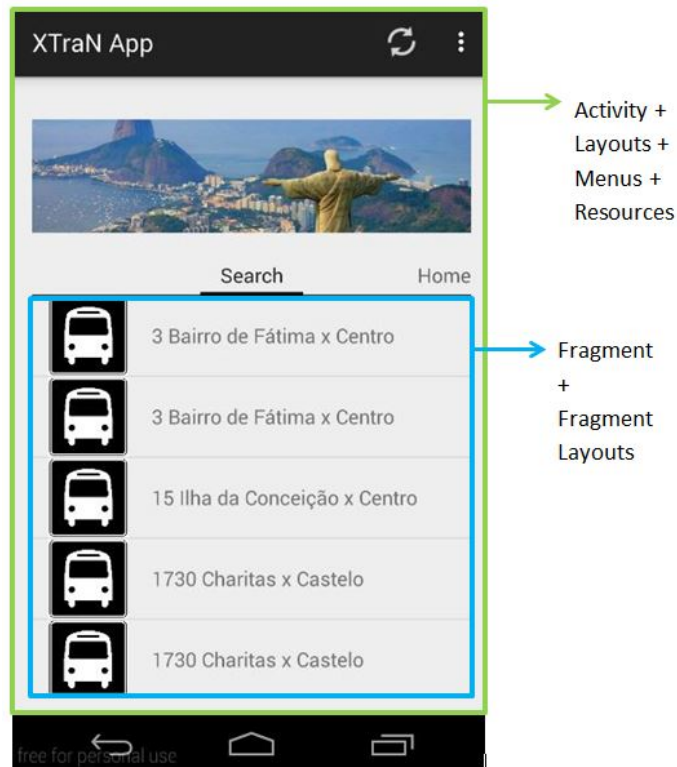 XTraN App
Activity +
Layouts +
Menus +
Resources
Search Home
3 Bairro de Fátima x Centro
Fragment
+
Fragment
Layouts
3 Bairro de Fátima x Centro
15 Ilha da Conceição x Centro
1730 Charitas x Castelo
1730 Charitas x Castelo
free for personal use